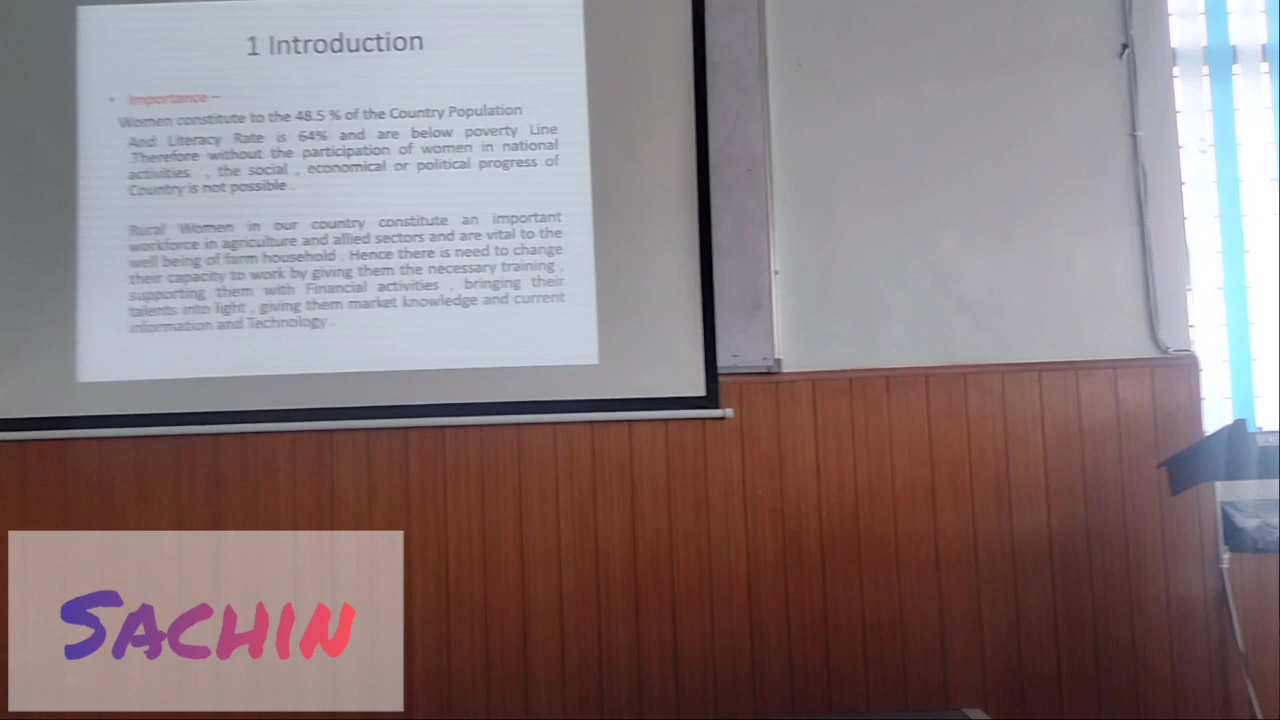 1 Introduction
• Importance –
Women constitute to the 48.5 % of the Country Population
And Literacy Rate is 64% and are below poverty Line
.Therefore without the participation of women in national
activities , the social , economical or political progress of
Country is not possible .
Rural Women in our country constitute an important
workforce in agriculture and allied sectors and are vital to the
well being of farm household . Hence there is need to change
their capacity to work by giving them the necessary training ,
supporting them with Financial activities , bringing their
talents into light , giving them market knowledge and current
information and Technology .
SACHIN